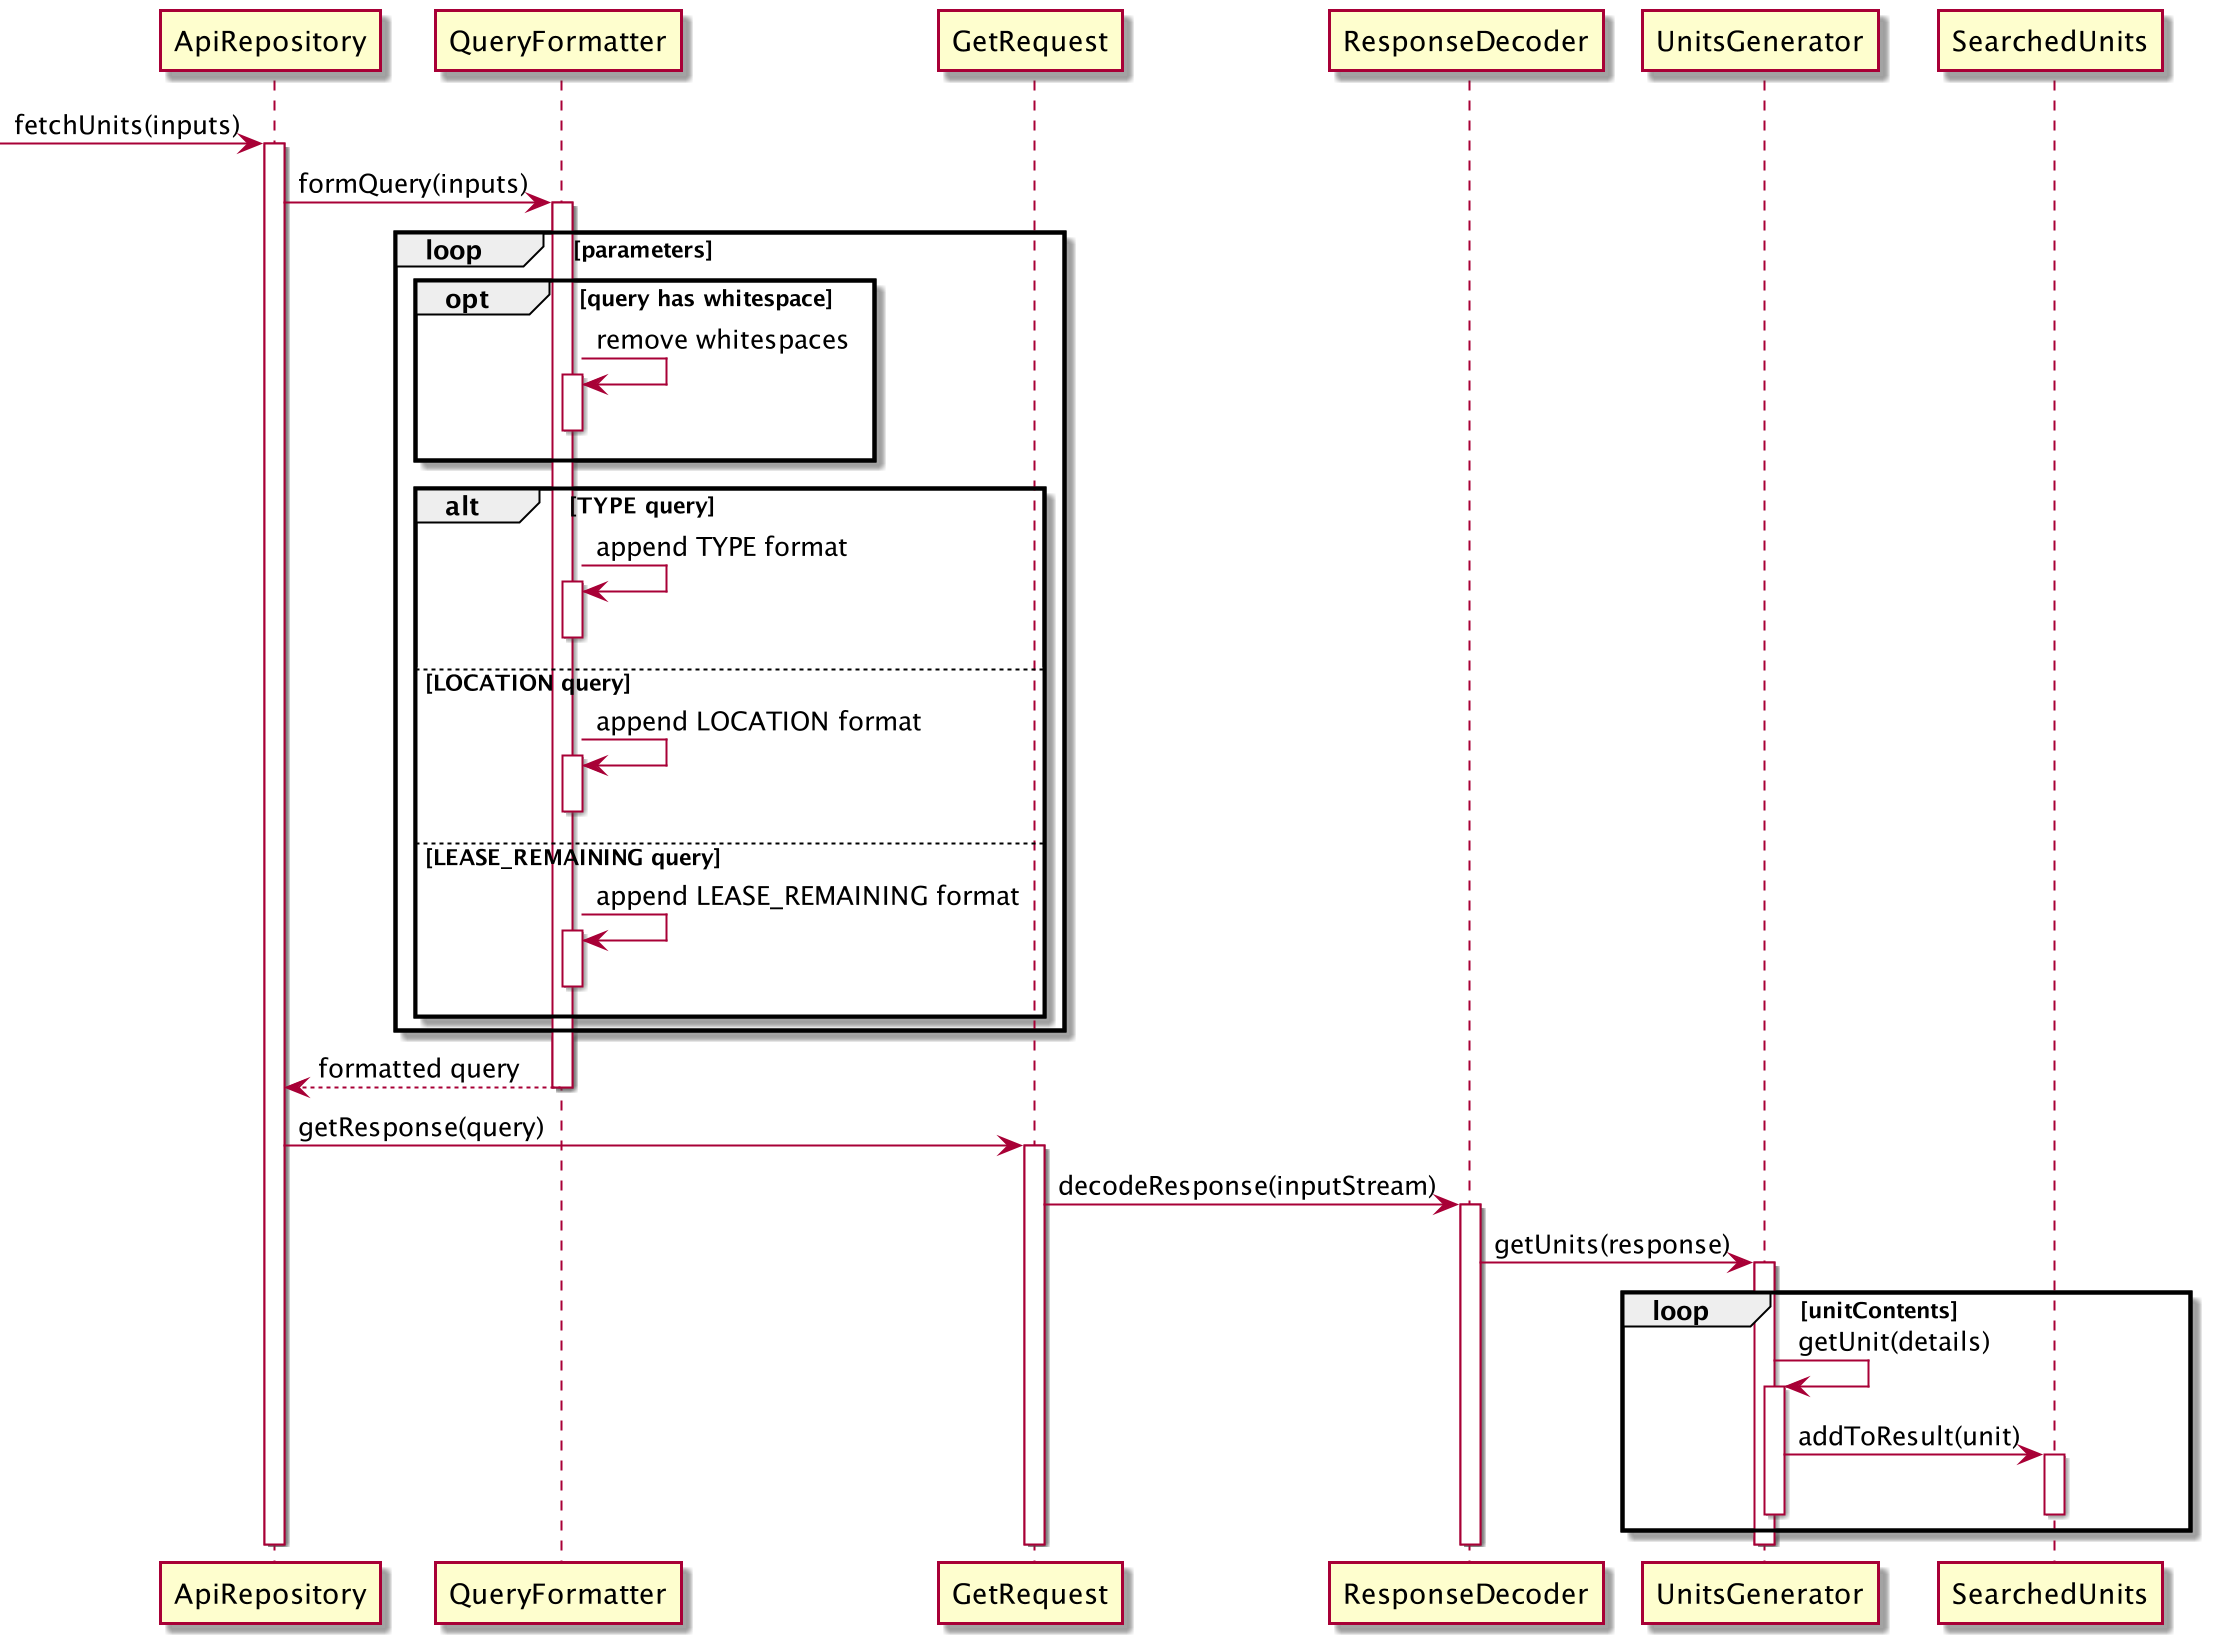 ApiRepository
QueryFormatter
GetRequest
ResponseDecoder
UnitsGenerator
SearchedUnits
fetchUnits(inputs)
formQuery(inputs)
loop [parameters]
opt [query has whitespace]
remove whitespaces
alt [TYPE query]
append TYPE format
[LOCATION query]
append LOCATION format
[LEASE_REMAINING query]
append LEASE_REMAINING format
formatted query
getResponse(query)
decodeResponse(inputStream)
getUnits(response)
loop [unitContents]
getUnit(details)
addToResult(unit)
ApiRepository
QueryFormatter
GetRequest
ResponseDecoder
UnitsGenerator
SearchedUnits